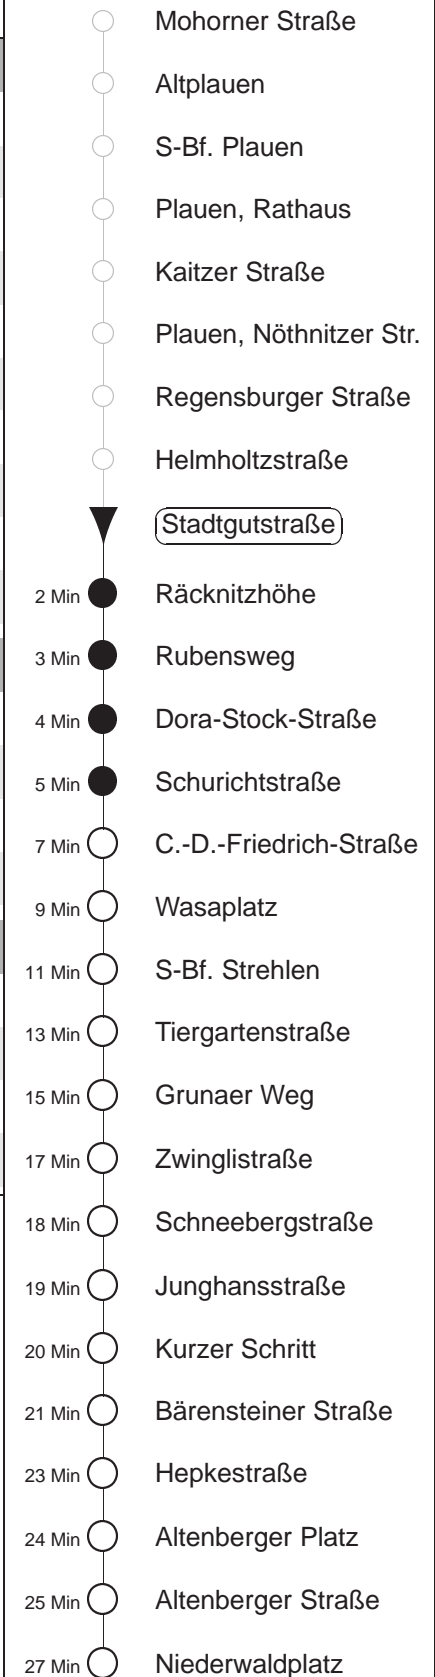 Mohorner Straße
Altplauen
S-Bf. Plauen
Plauen, Rathaus
Kaitzer Straße
Plauen, Nöthnitzer Str.
Regensburger Straße
Helmholtzstraße
Stadtgutstraße
2 Min Räcknitzhöhe
3 Min Rubensweg
4 Min Dora-Stock-Straße
5 Min Schurichtstraße
7 Min C.-D.-Friedrich-Straße
9 Min Wasaplatz
11 Min S-Bf. Strehlen
13 Min Tiergartenstraße
15 Min Grunaer Weg
17 Min Zwinglistraße
18 Min Schneebergstraße
19 Min Junghansstraße
20 Min Kurzer Schritt
21 Min Bärensteiner Straße
23 Min Hepkestraße
24 Min Altenberger Platz
25 Min Altenberger Straße
27 Min Niederwaldplatz